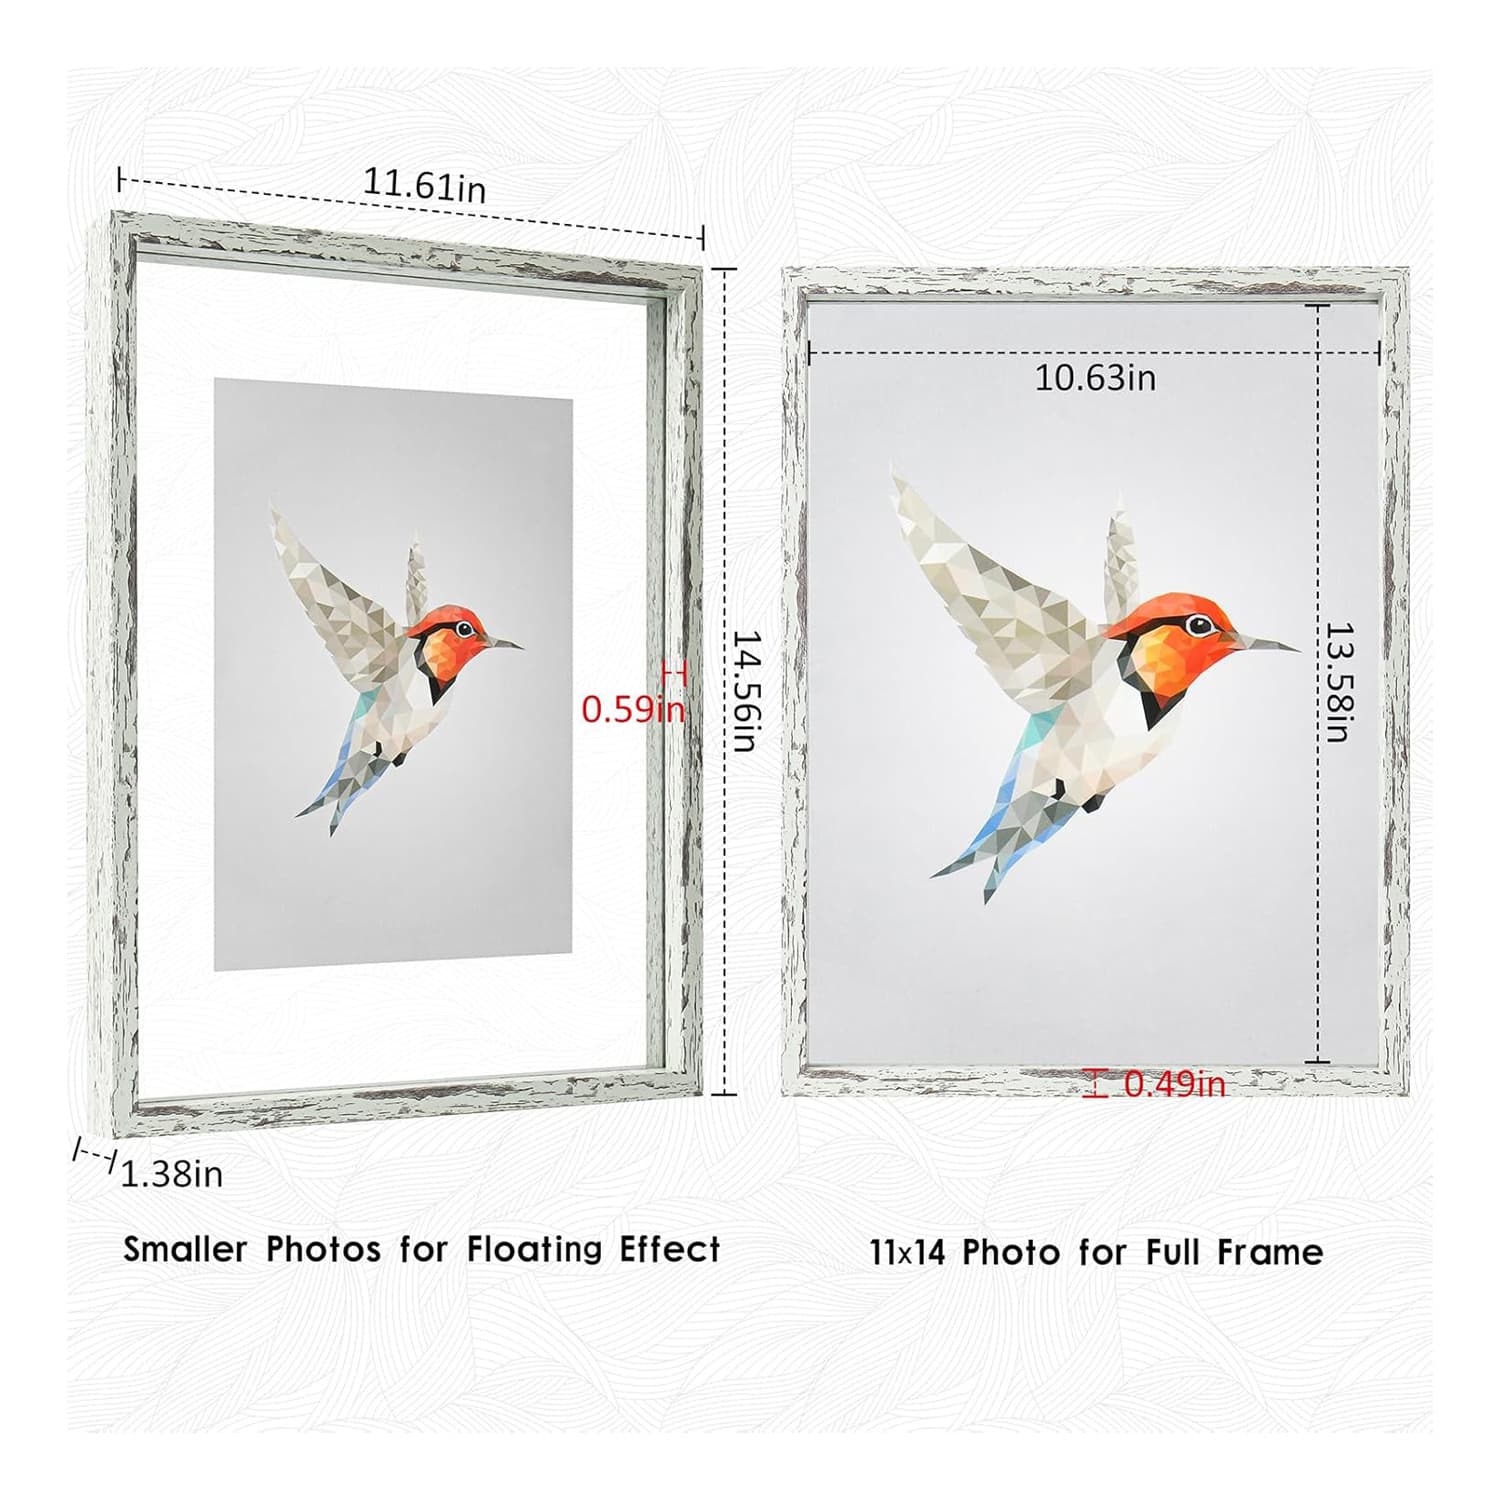 11.61in
14.56in
0.59in
1.38in
10.63in
13.58in
0.49in
Smaller Photos for Floating Effect
11x14 Photo for Full Frame